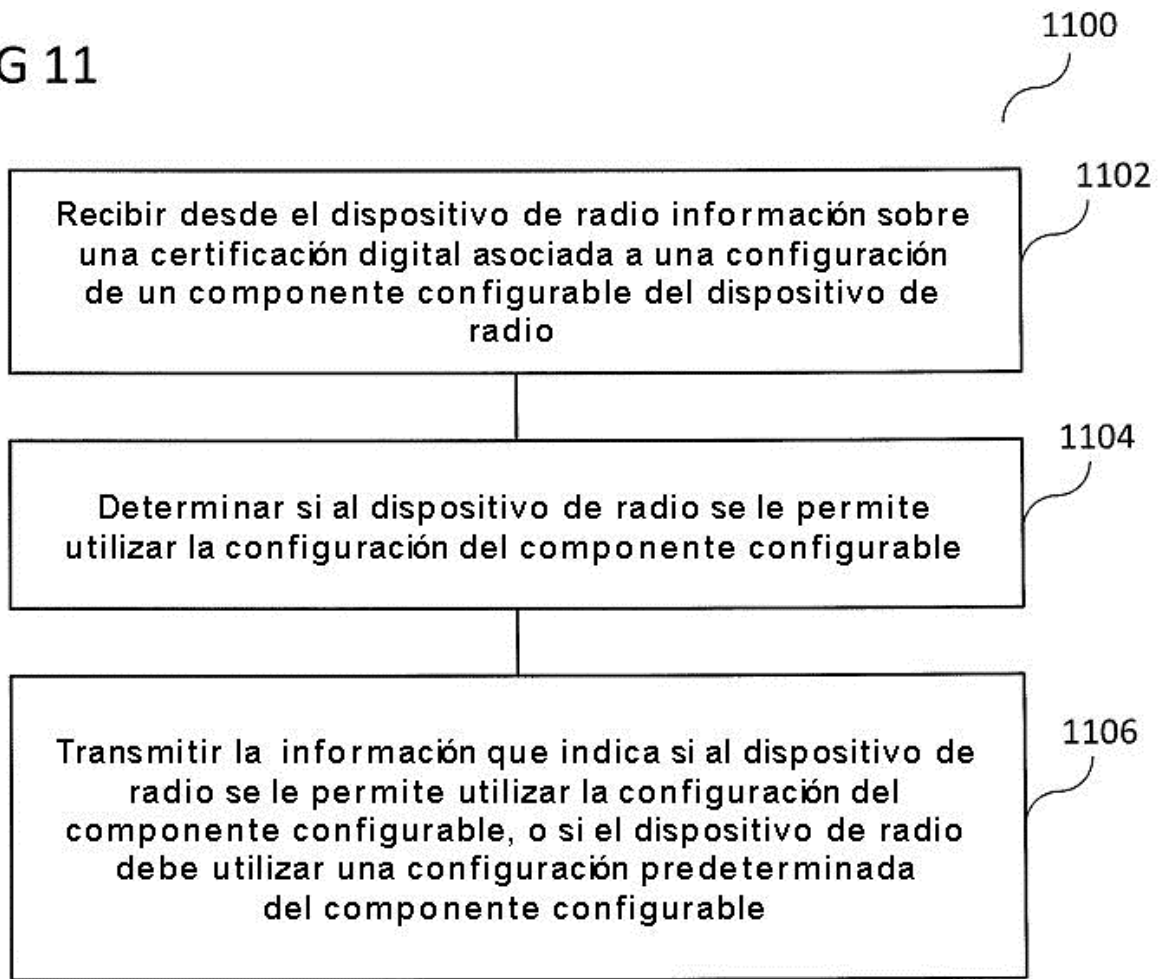 G 11
1100
1102
Recibir desde el dispositivo de radio información sobre
una certificación digital asociada a una configuración
de un componente configurable del dispositivo de
radio
1104
Determinar si al dispositivo de radio se le permite
utilizar la configuración del componente configurable
1106
Transmitir la información que indica si al dispositivo de
radio se le permite utilizar la configuración del
componente configurable, o si el dispositivo de radio
debe utilizar una configuración predeterminada
del componente configurable